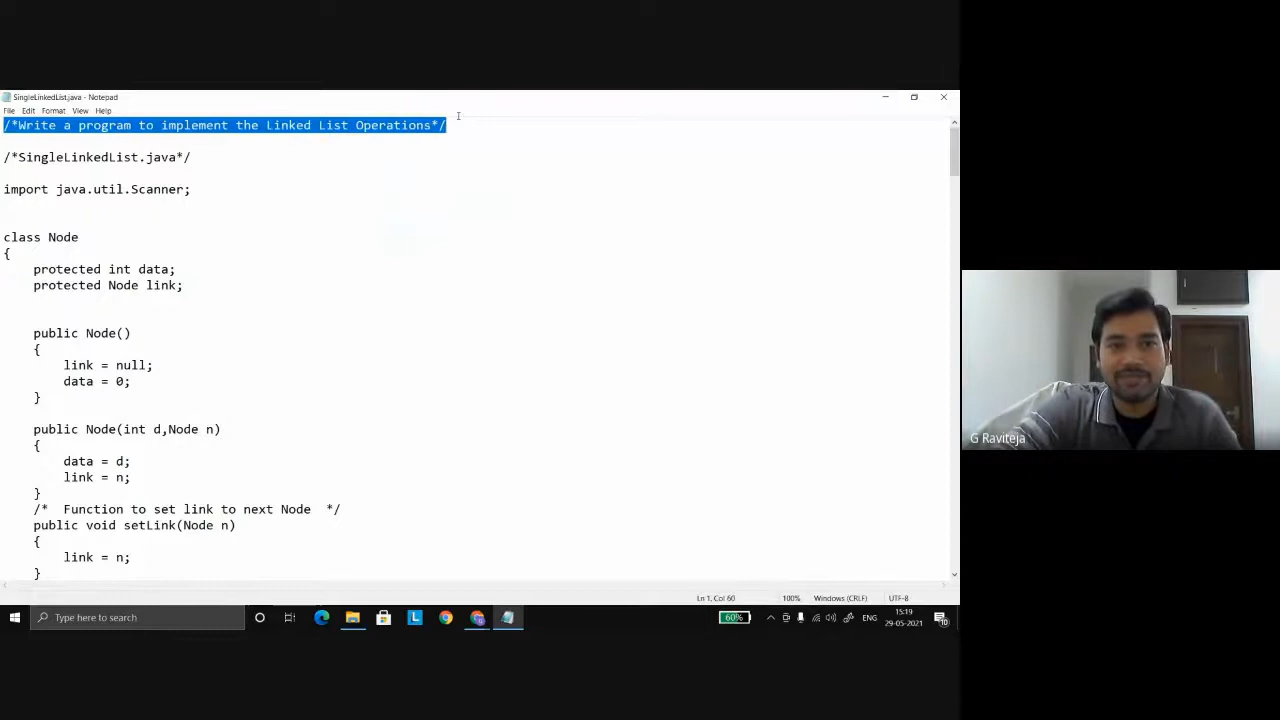 SingleLinkedList.java - Notepad
File Edit Format View Help
/*Write a program to implement the Linked List Operations*/
/*SingleLinkedList.java*/
import java.util.Scanner;
class Node
{
protected int data;
protected Node link;
public Node()
{
link = null;
data = 0;
}
public Node(int d,Node n)
{
data = d;
link = n;
}
/*  Function to set link to next Node  */
public void setLink(Node n)
{
link = n;
}
Ln 1, Col 60
100%
Windows (CRLF)
UTF-8
Type here to search
L
60%
ENG
15:19
29-05-2021
10
G Raviteja